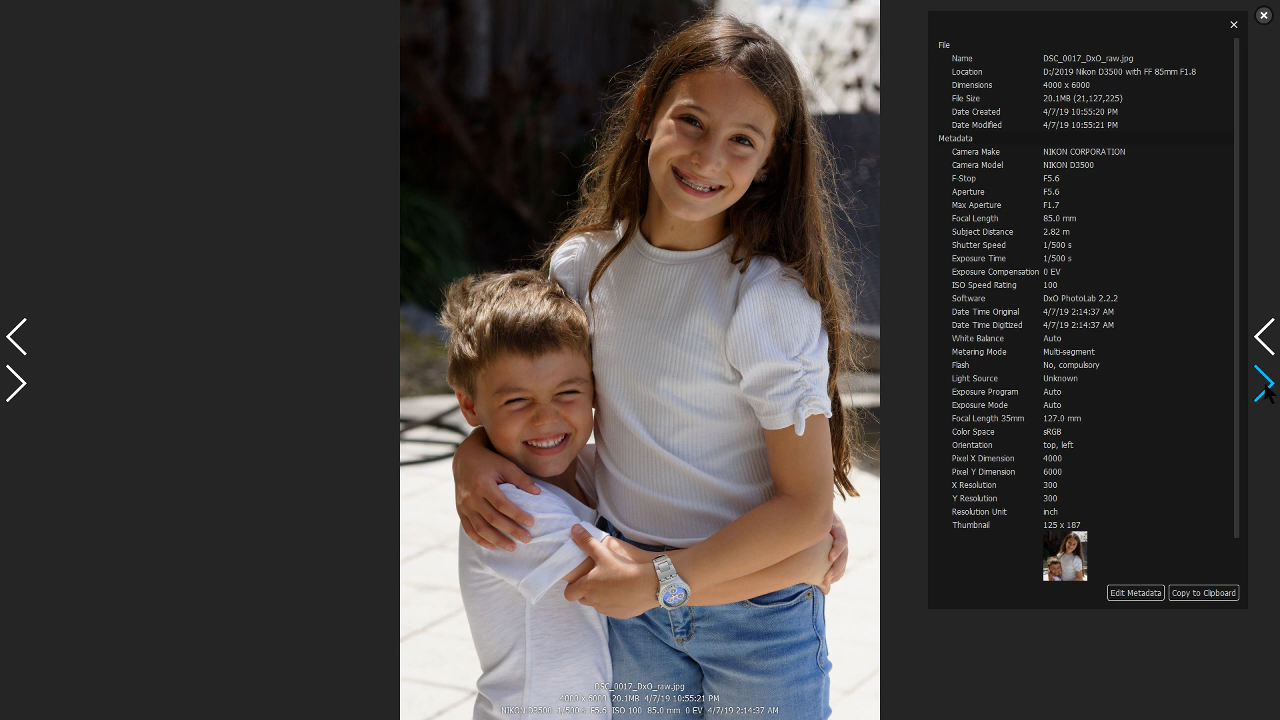 File
Name DSC_0017_DxO_raw.jpg
Location D:/2019 Nikon D3500 with FF 85mm F1.8
Dimensions 4000 x 6000
File Size 20.1MB (21,127,225)
Date Created 4/7/19 10:55:20 PM
Date Modified 4/7/19 10:55:21 PM
Metadata
Camera Make NIKON CORPORATION
Camera Model NIKON D3500
F-Stop F5.6
Aperture F5.6
Max Aperture F1.7
Focal Length 85.0 mm
Subject Distance 2.82 m
Shutter Speed 1/500 s
Exposure Time 1/500 s
Exposure Compensation 0 EV
ISO Speed Rating 100
Software DxO PhotoLab 2.2.2
Date Time Original 4/7/19 2:14:37 AM
Date Time Digitized 4/7/19 2:14:37 AM
White Balance Auto
Metering Mode Multi-segment
Flash No, compulsory
Light Source Unknown
Exposure Program Auto
Exposure Mode Auto
Focal Length 35mm 127.0 mm
Color Space sRGB
Orientation top, left
Pixel X Dimension 4000
Pixel Y Dimension 6000
X Resolution 300
Y Resolution 300
Resolution Unit inch
Thumbnail 125 x 187
Edit Metadata Copy to Clipboard
DSC_0017_DxO_raw.jpg
4000 x 6000 20.1MB 4/7/19 10:55:21 PM
NIKON D3500 1/500 s F5.6 ISO 100 85.0 mm 0 EV 4/7/19 2:14:37 AM